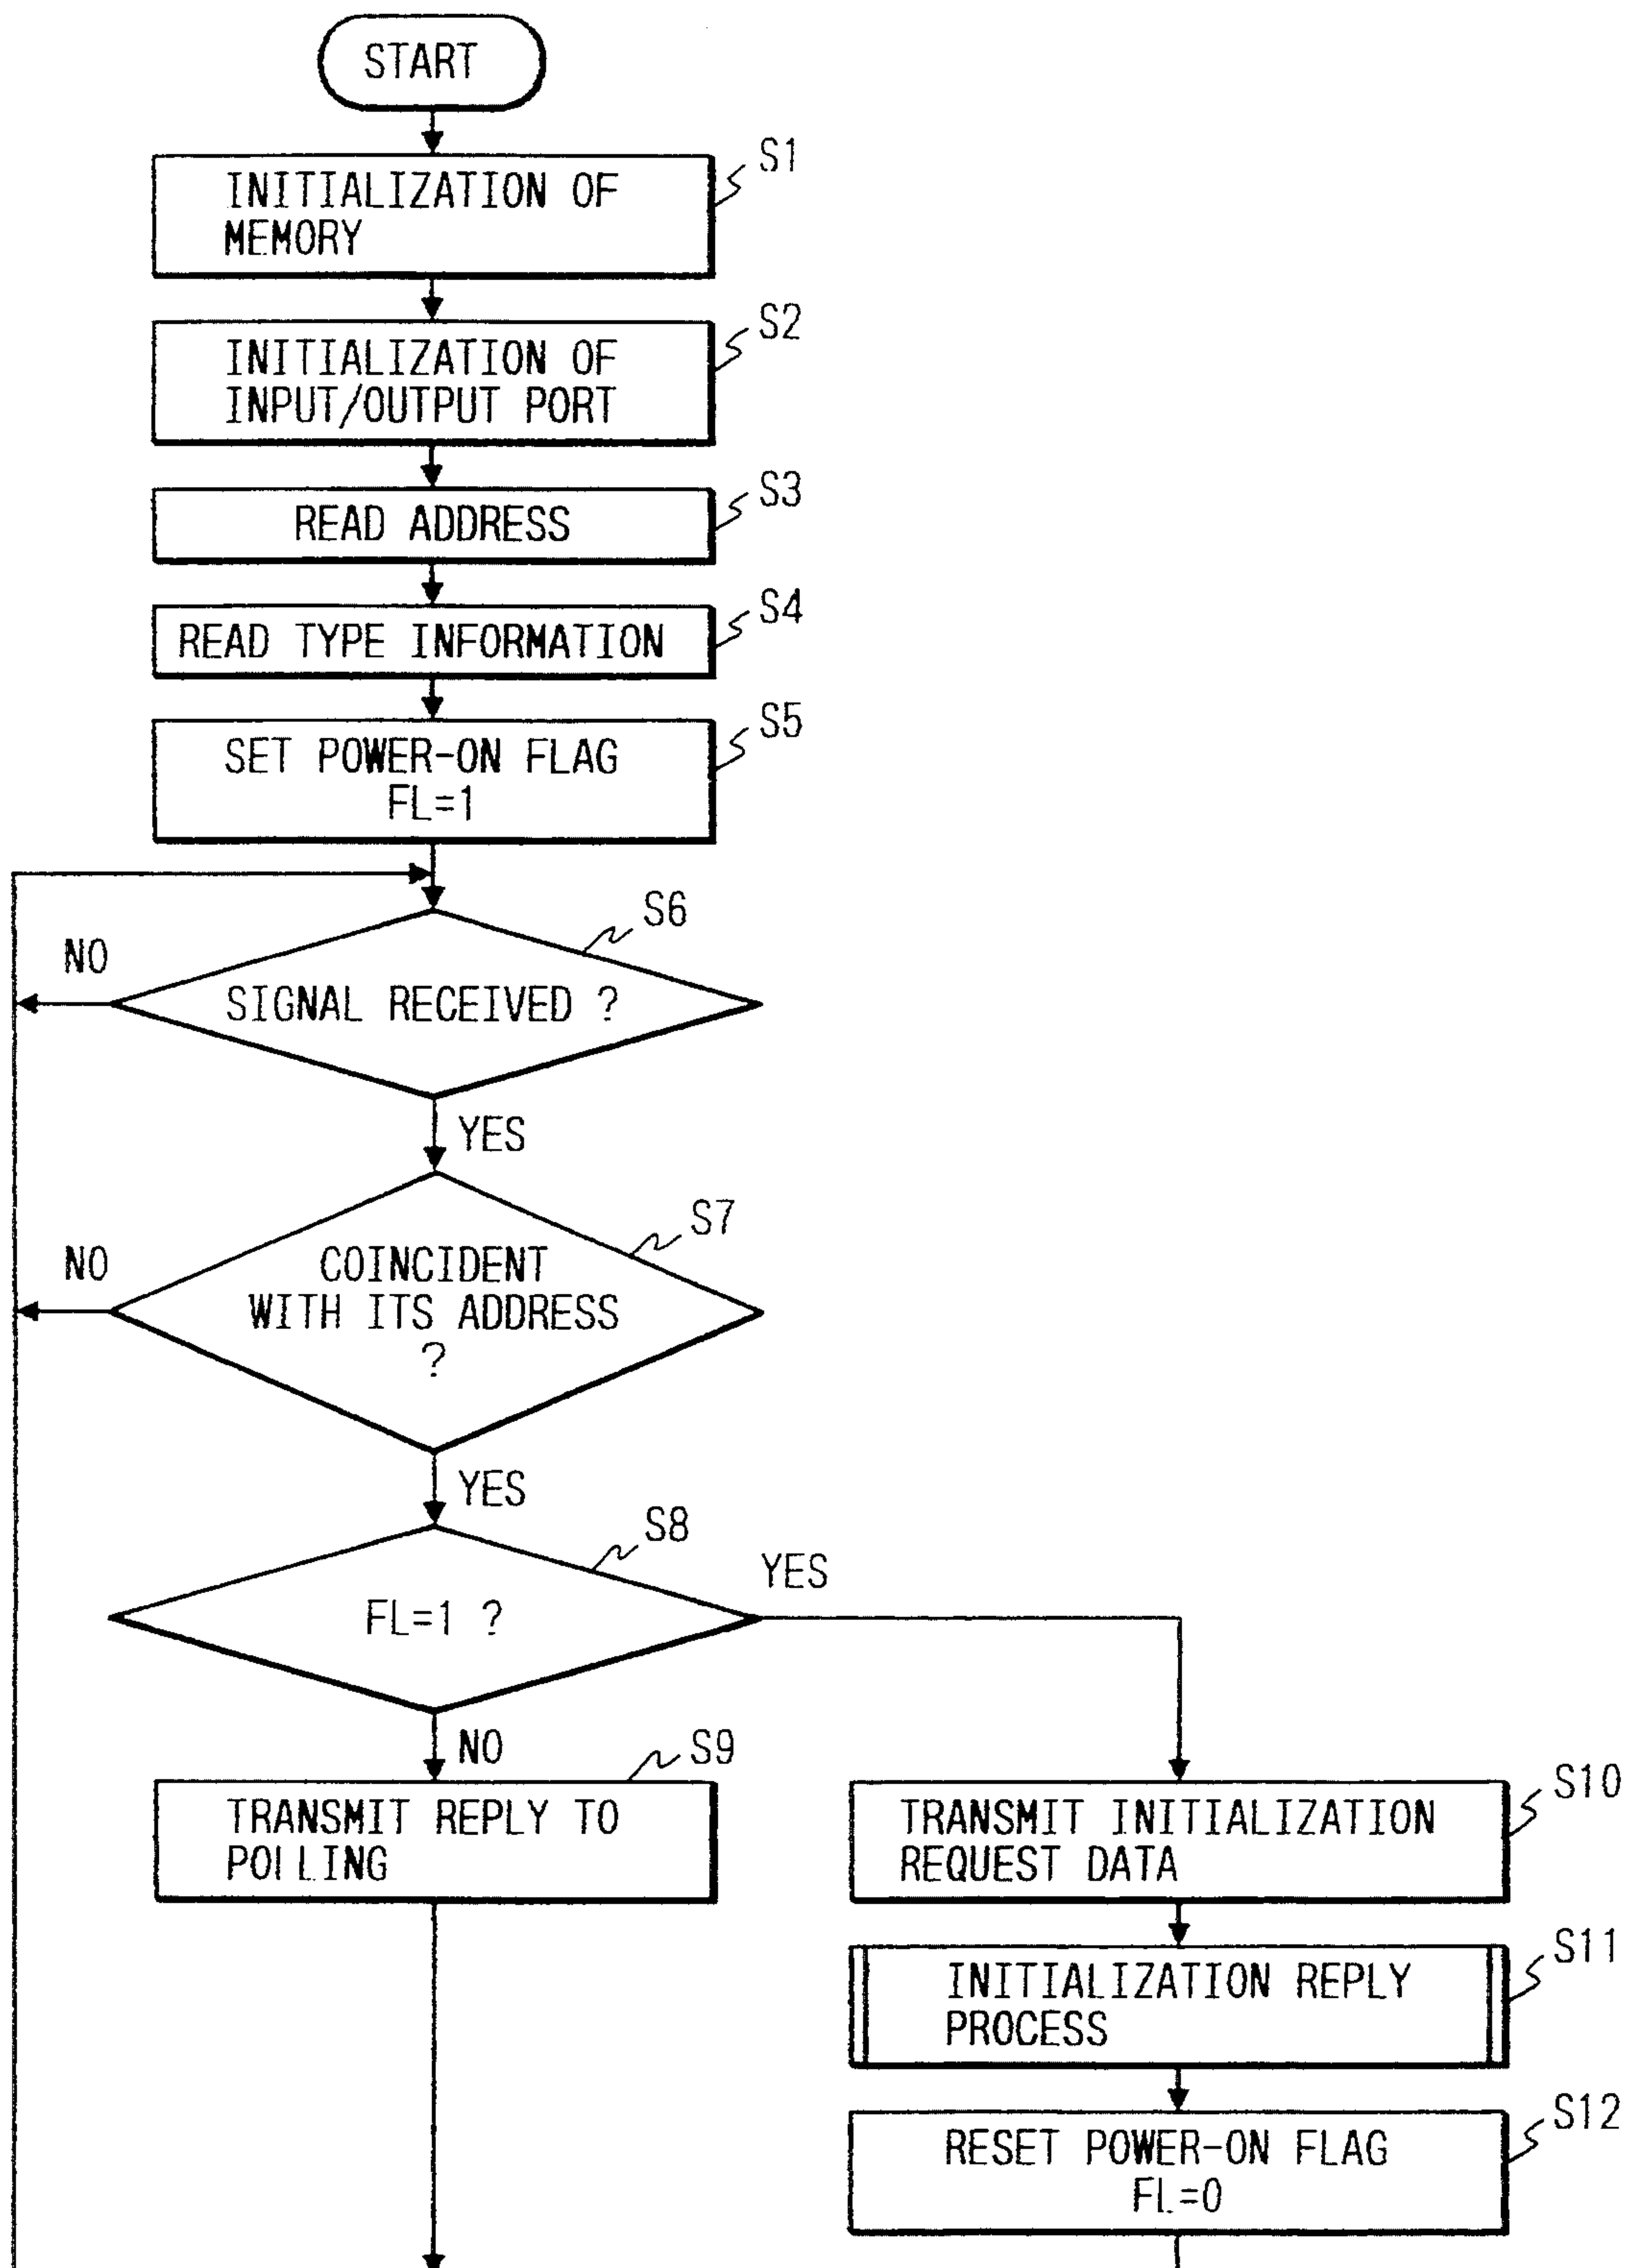 START
S1
INITIALIZATION OF
MEMORY
S2
INITIALIZATION OF
INPUT/OUTPUT PORT
S3
READ ADDRESS
S4
READ TYPE INFORMATION
S5
SET POWER-ON FLAG
FL=1
S6
NO
SIGNAL RECEIVED ?
YES
S7
NO
COINCIDENT
WITH ITS ADDRESS
?
YES
S8
YES
FL=1 ?
NO
S9
TRANSMIT REPLY TO
POLLING
S10
TRANSMIT INITIALIZATION
REQUEST DATA
S11
INITIALIZATION REPLY
PROCESS
S12
RESET POWER-ON FLAG
FL=0